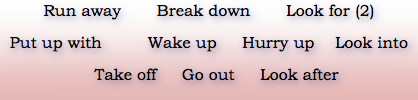 Run away Break down Look for (2)
Put up with Wake up Hurry up Look into
Take off Go out Look after